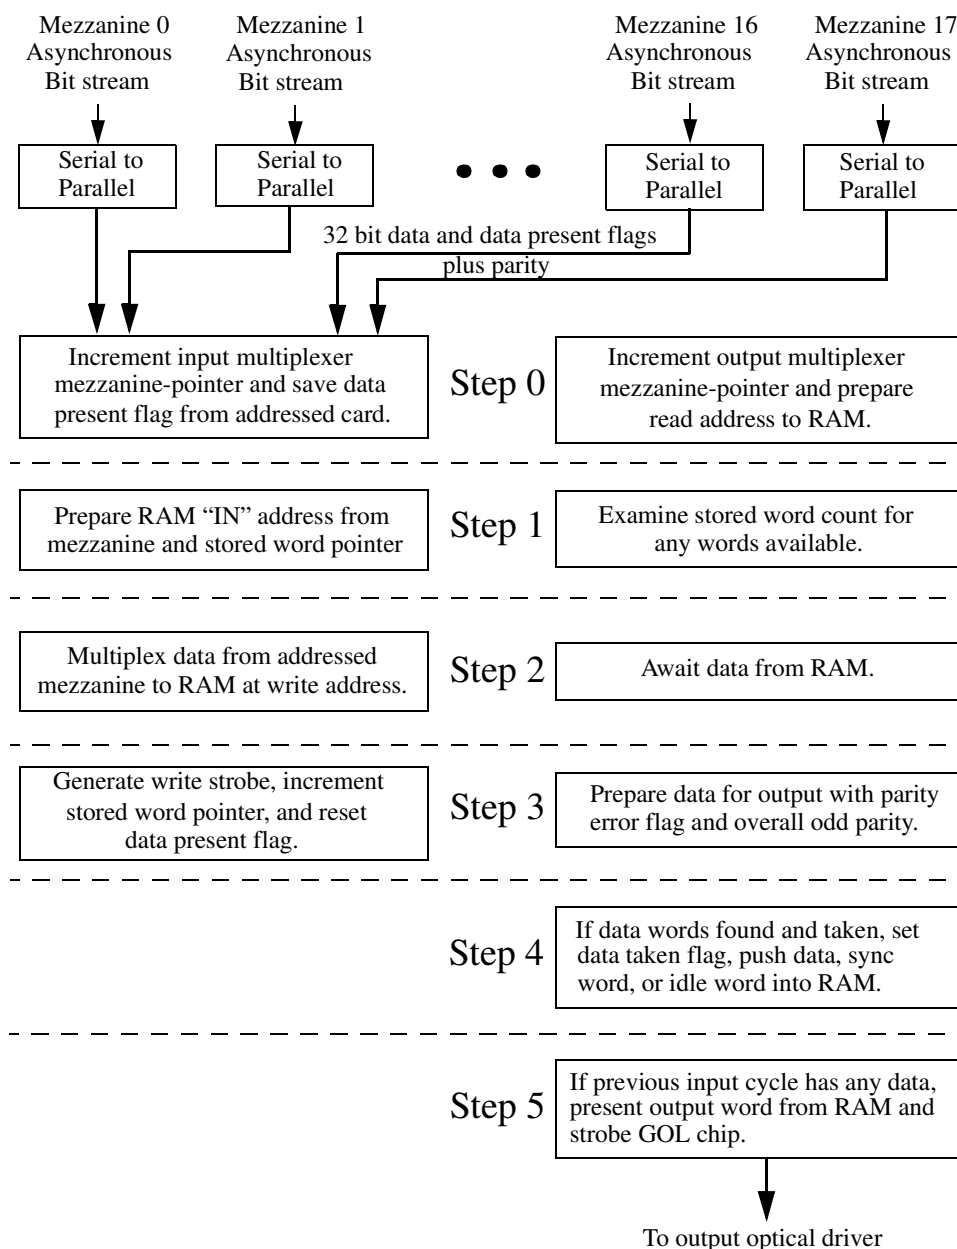 Mezzanine 0
Asynchronous
Bit stream
Mezzanine 1
Asynchronous
Bit stream
Mezzanine 16
Asynchronous
Bit stream
Mezzanine 17
Asynchronous
Bit stream
Serial to
Parallel
Serial to
Parallel
• • •
Serial to
Parallel
Serial to
Parallel
32 bit data and data present flags
plus parity
Increment input multiplexer
mezzanine-pointer and save data
present flag from addressed card.
Step 0
Increment output multiplexer
mezzanine-pointer and prepare
read address to RAM.
Prepare RAM “IN” address from
mezzanine and stored word pointer
Step 1
Examine stored word count for
any words available.
Multiplex data from addressed
mezzanine to RAM at write address.
Step 2
Await data from RAM.
Generate write strobe, increment
stored word pointer, and reset
data present flag.
Step 3
Prepare data for output with parity
error flag and overall odd parity.
Step 4
If data words found and taken, set
data taken flag, push data, sync
word, or idle word into RAM.
Step 5
If previous input cycle has any data,
present output word from RAM and
strobe GOL chip.
To output optical driver